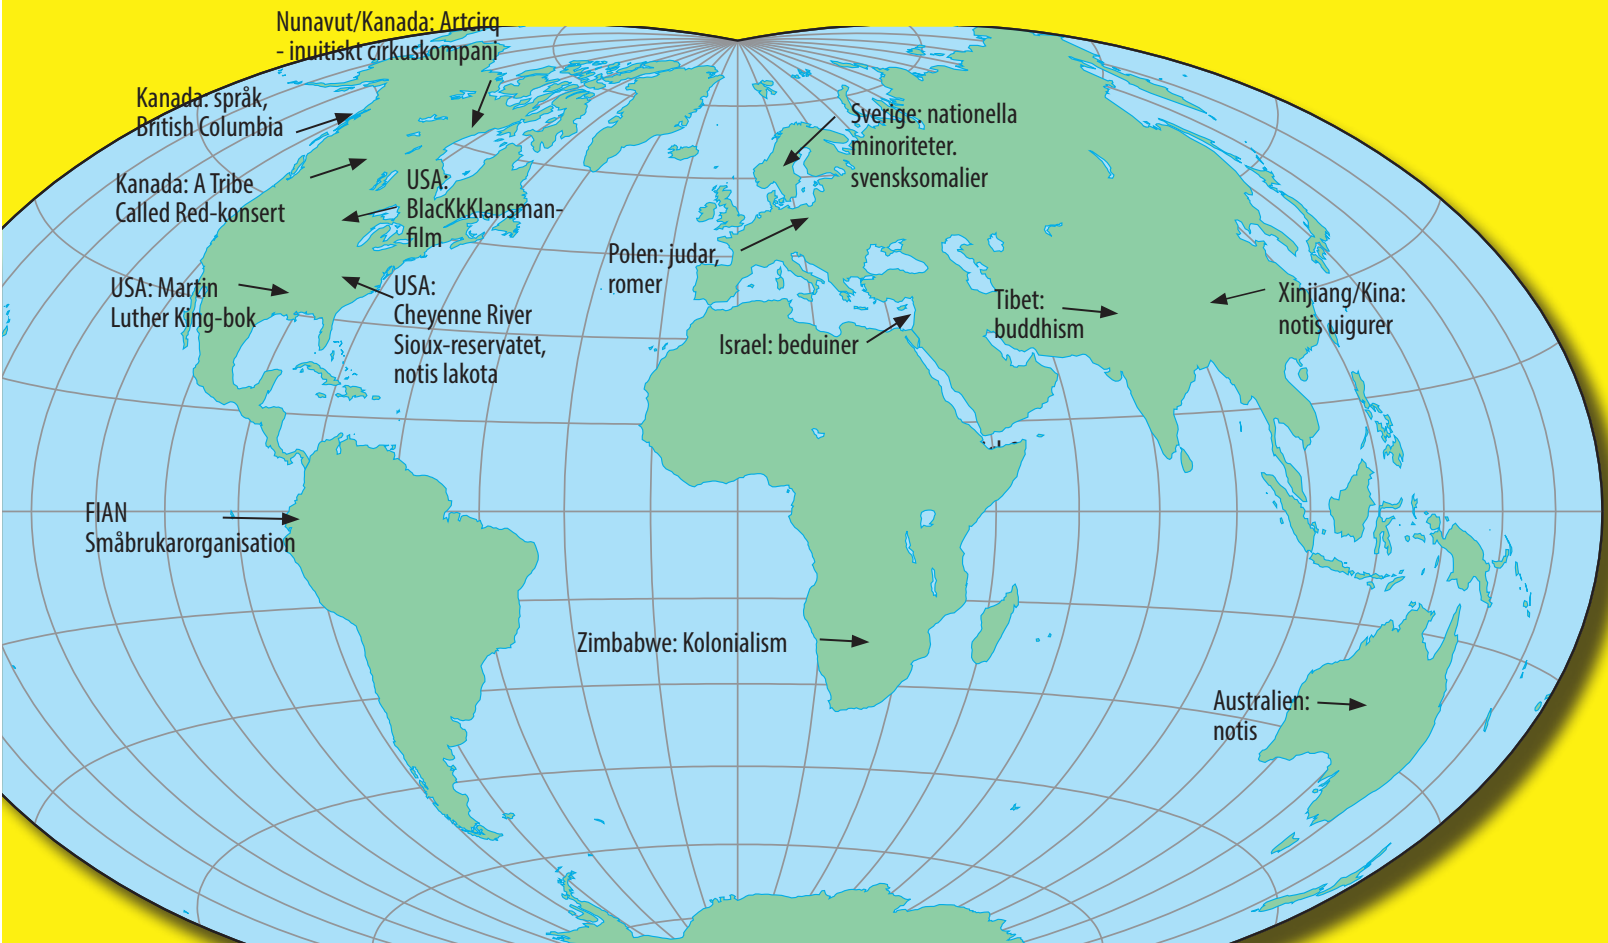 Nunavut/Kanada: Artcirq
- inuitiskt cirkuskompani
Kanada: språk,
British Columbia
Kanada: A Tribe
Called Red-konsert
USA:
BlacKkKlansman-
film
USA: Martin
Luther King-bok
USA:
Cheyenne River
Sioux-reservatet,
notis lakota
Sverige: nationella
minoriteter.
svensksomalier
Polen: judar,
romer
Israel: beduiner
Tibet:
buddhism
Xinjiang/Kina:
notis uigurer
FIAN
Småbrukarorganisation
Zimbabwe: Kolonialism
Australien:
notis